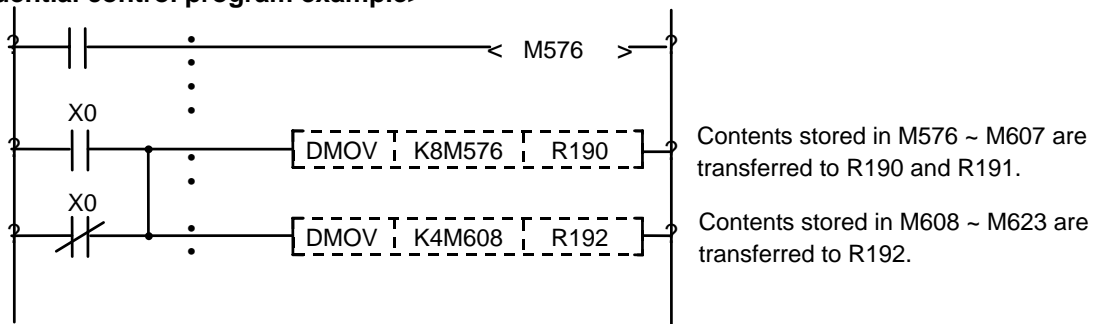 dential control program example>
< M576 >
X0
DMOV K8M576 R190
Contents stored in M576 ~ M607 are
transferred to R190 and R191.
X0
DMOV K4M608 R192
Contents stored in M608 ~ M623 are
transferred to R192.